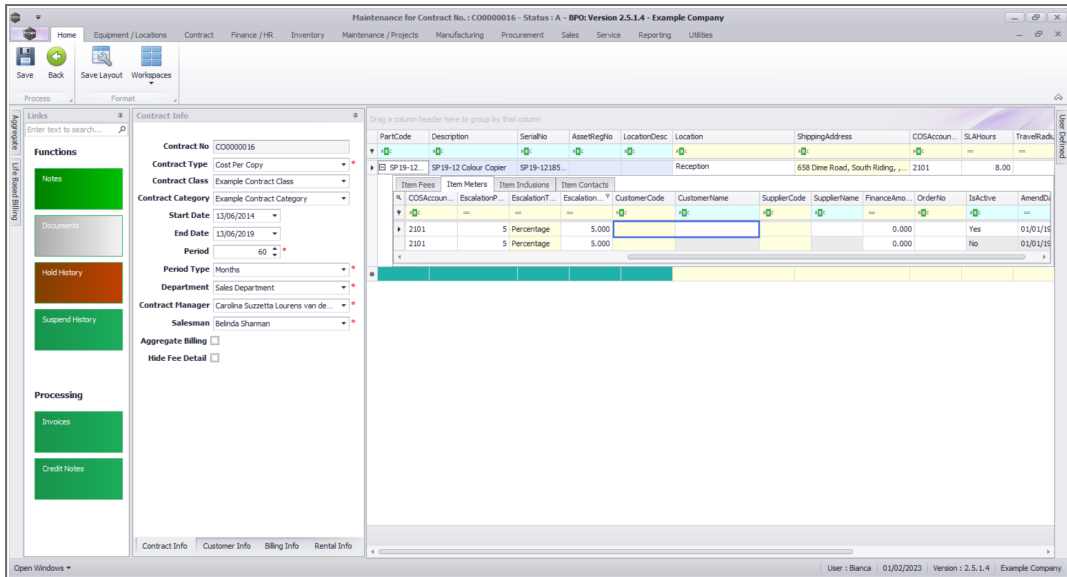 Maintenance for Contract No. : CO0000016 - Status : A - BPO: Version 2.5.1.4 - Example Company
Home Equipment / Locations Contract Finance / HR Inventory Maintenance / Projects Manufacturing Procurement Sales Service Reporting Utilities
Save Back Save Layout Workspaces
Process Format
Aggregate
Life Based Billing
Links
Enter text to search...
Functions
Notes
Documents
Hold History
Suspend History
Processing
Invoices
Credit Notes
Contract Info
Contract No CO0000016
Contract Type Cost Per Copy *
Contract Class Example Contract Class
Contract Category Example Contract Category
Start Date 13/06/2014
End Date 13/06/2019
Period 60 *
Period Type Months *
Department Sales Department *
Contract Manager Carolina Suzzetta Lourens van de... *
Salesman Belinda Sharman *
Aggregate Billing
Hide Fee Detail
Contract Info Customer Info Billing Info Rental Info
Drag a column header here to group by that column
PartCode Description SerialNo AssetRegNo LocationDesc Location ShippingAddress COSAccoun... SLAHours TravelRadiu
SP19-12... SP19-12 Colour Copier SP19-12185... Reception 658 Dime Road, South Riding, ,... 2101 8.00
Item Fees Item Meters Item Inclusions Item Contacts
COSAccoun... EscalationP... EscalationT... Escalation... CustomerCode CustomerName SupplierCode SupplierName FinanceAmo... OrderNo IsActive AmendDa
2101 5 Percentage 5.000 0.000 Yes 01/01/19
2101 5 Percentage 5.000 0.000 No 01/01/19
User Defined
Open Windows
User : Bianca 01/02/2023 Version : 2.5.1.4 Example Company